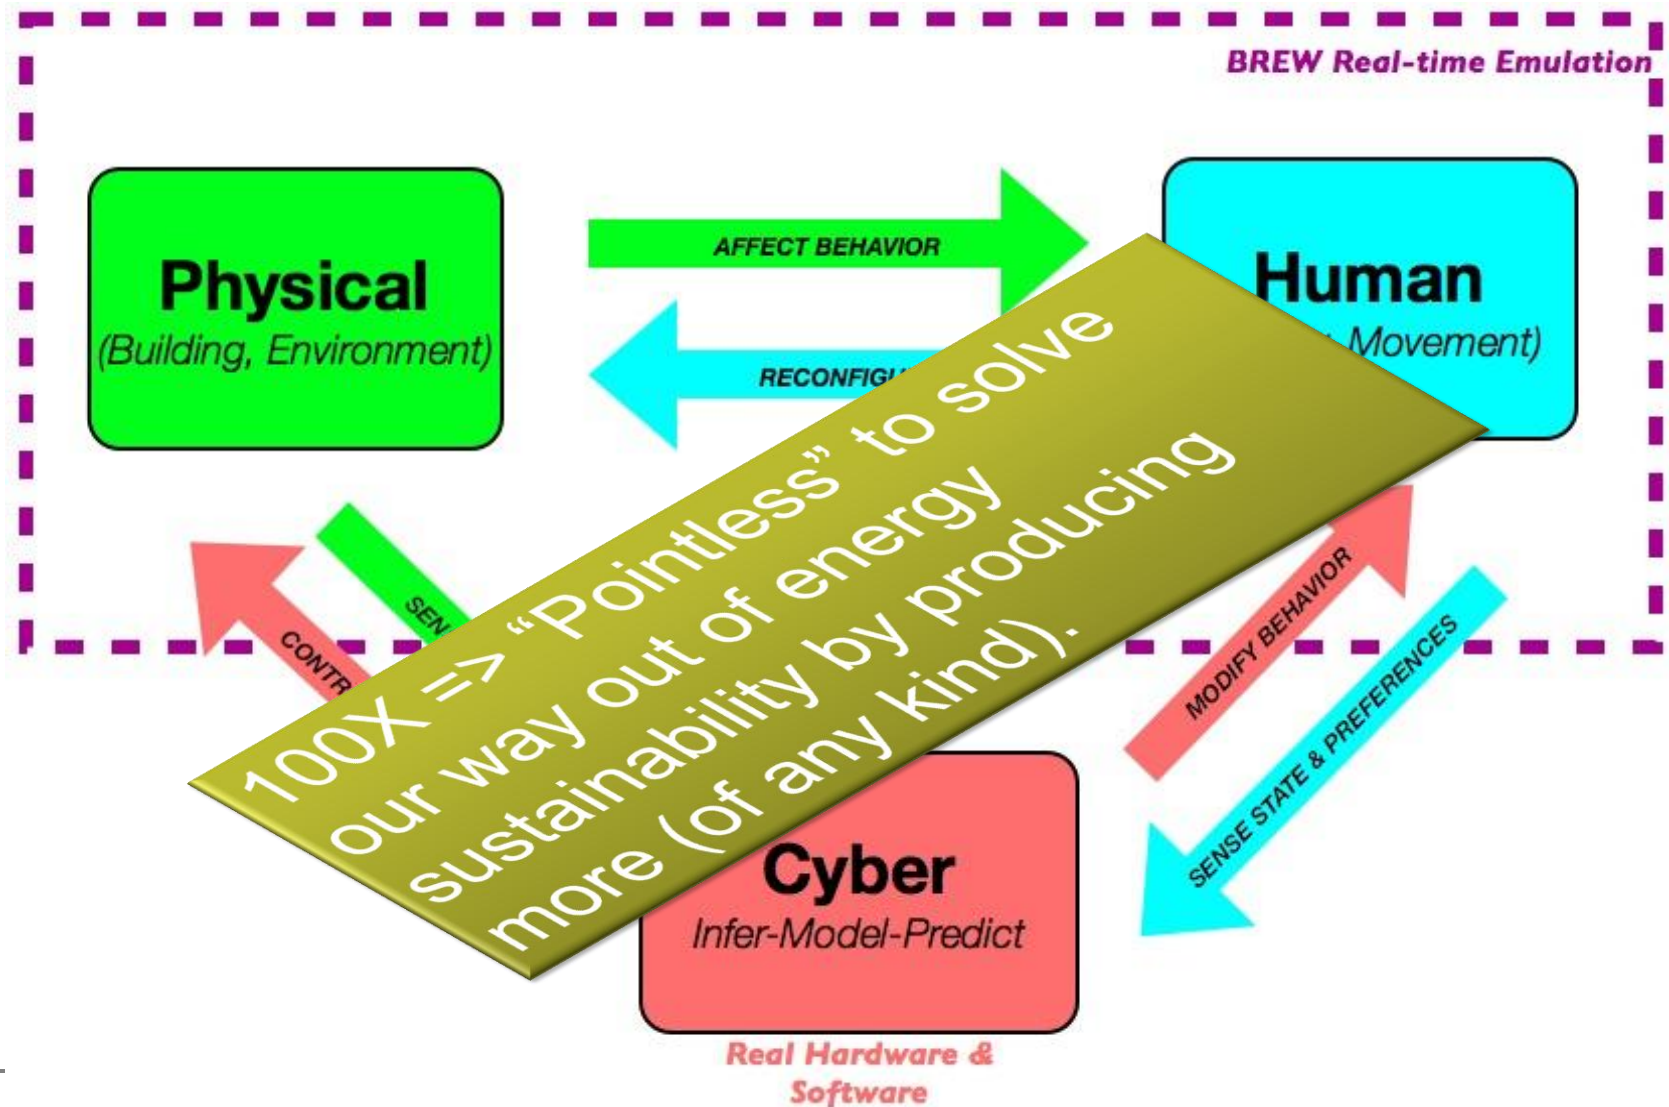 BREW Real-time Emulation
Physical
(Building, Environment)
AFFECT BEHAVIOR
Human
Movement)
100X => “Pointless” to solve
our way out of energy
sustainability by producing
more (of any kind).
MODIFY BEHAVIOR
SENSE STATE & PREFERENCES
Cyber
Infer-Model-Predict
Real Hardware &
Software